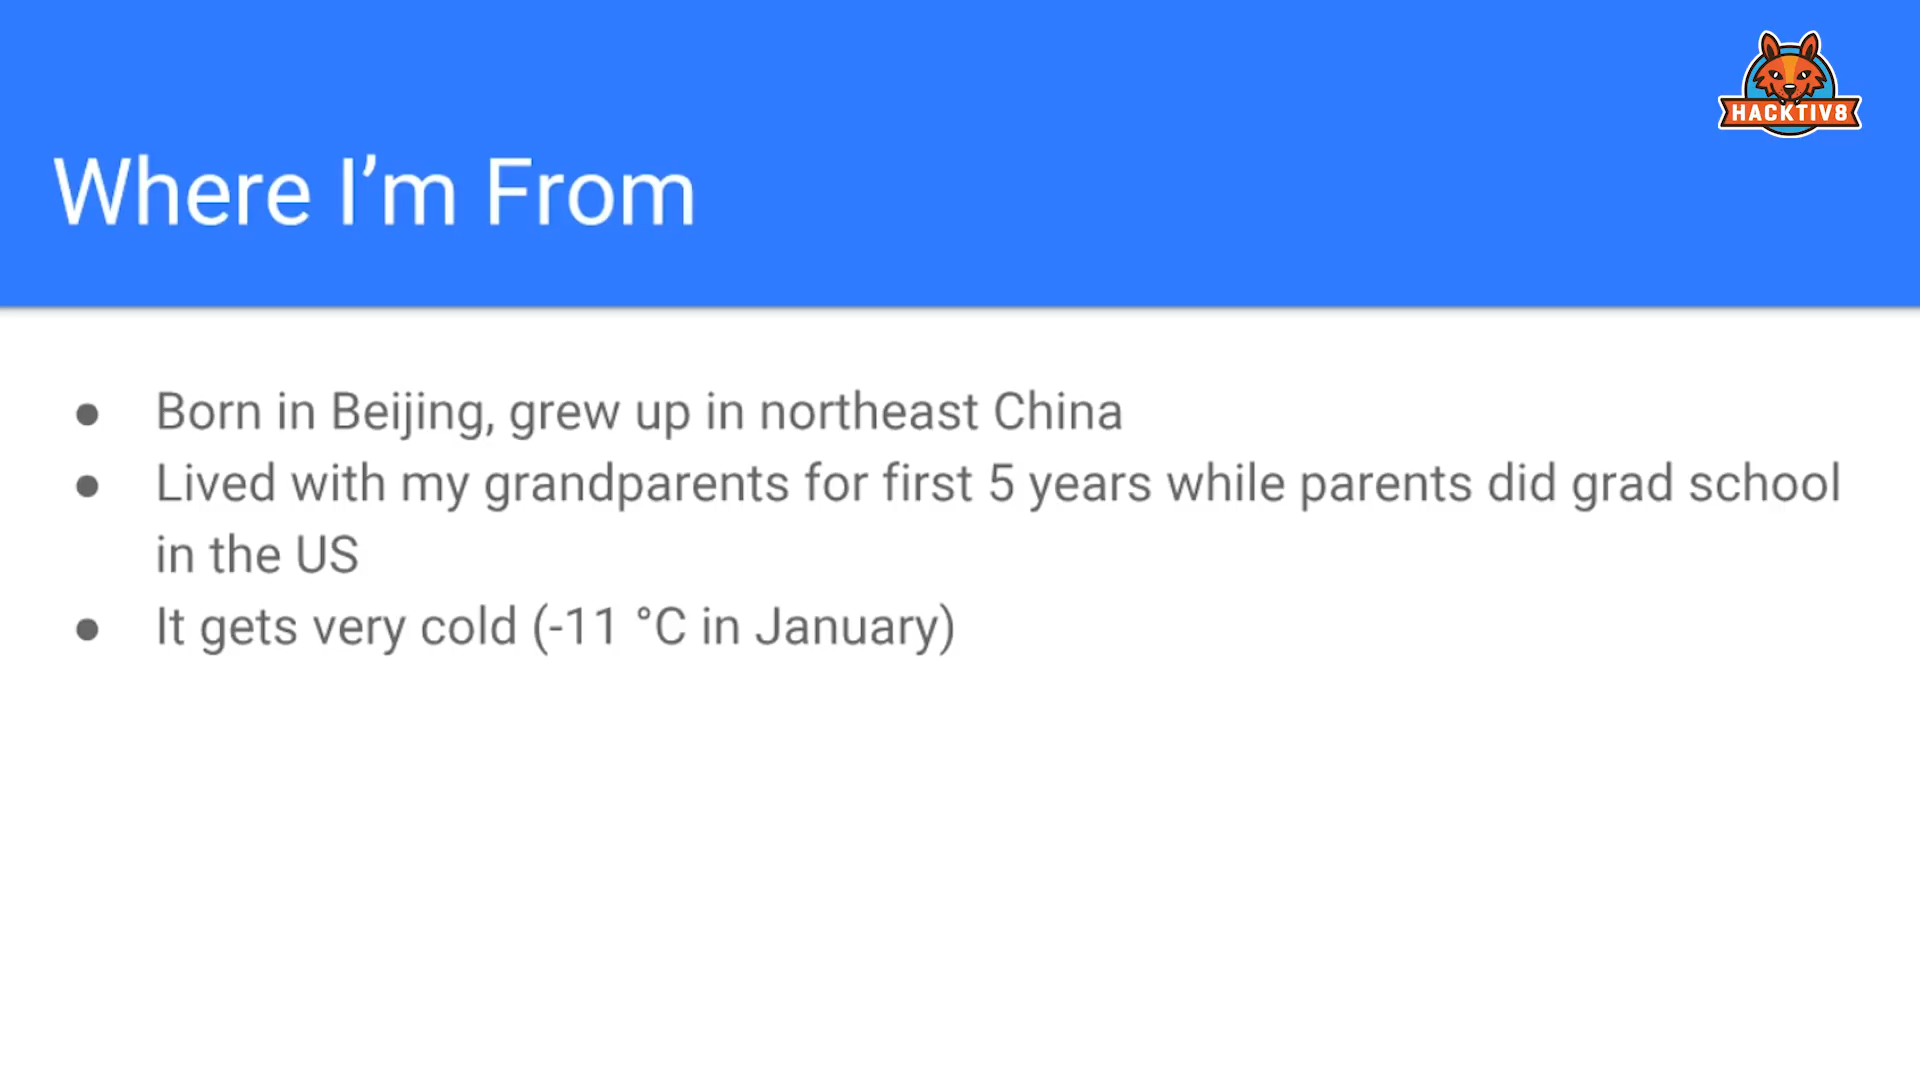 HACKTIV8
Where I’m From
● Born in Beijing, grew up in northeast China
● Lived with my grandparents for first 5 years while parents did grad school
in the US
● It gets very cold (-11 °C in January)